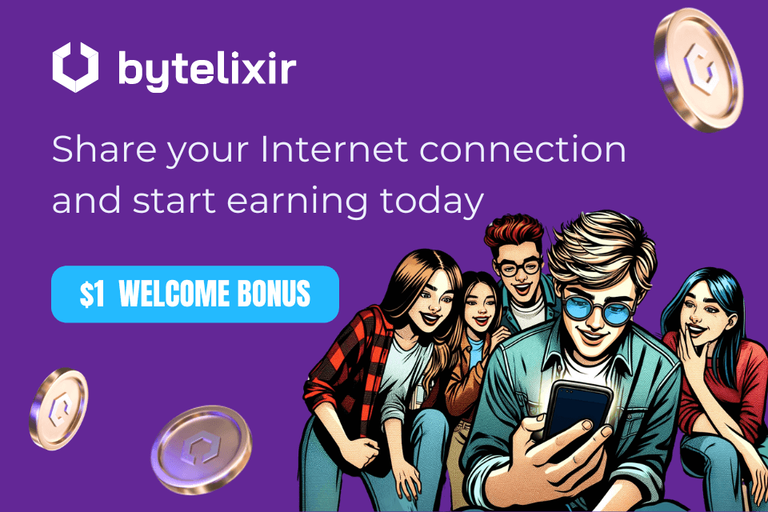 bytelixir
Share your Internet connection
and start earning today
$1 WELCOME BONUS